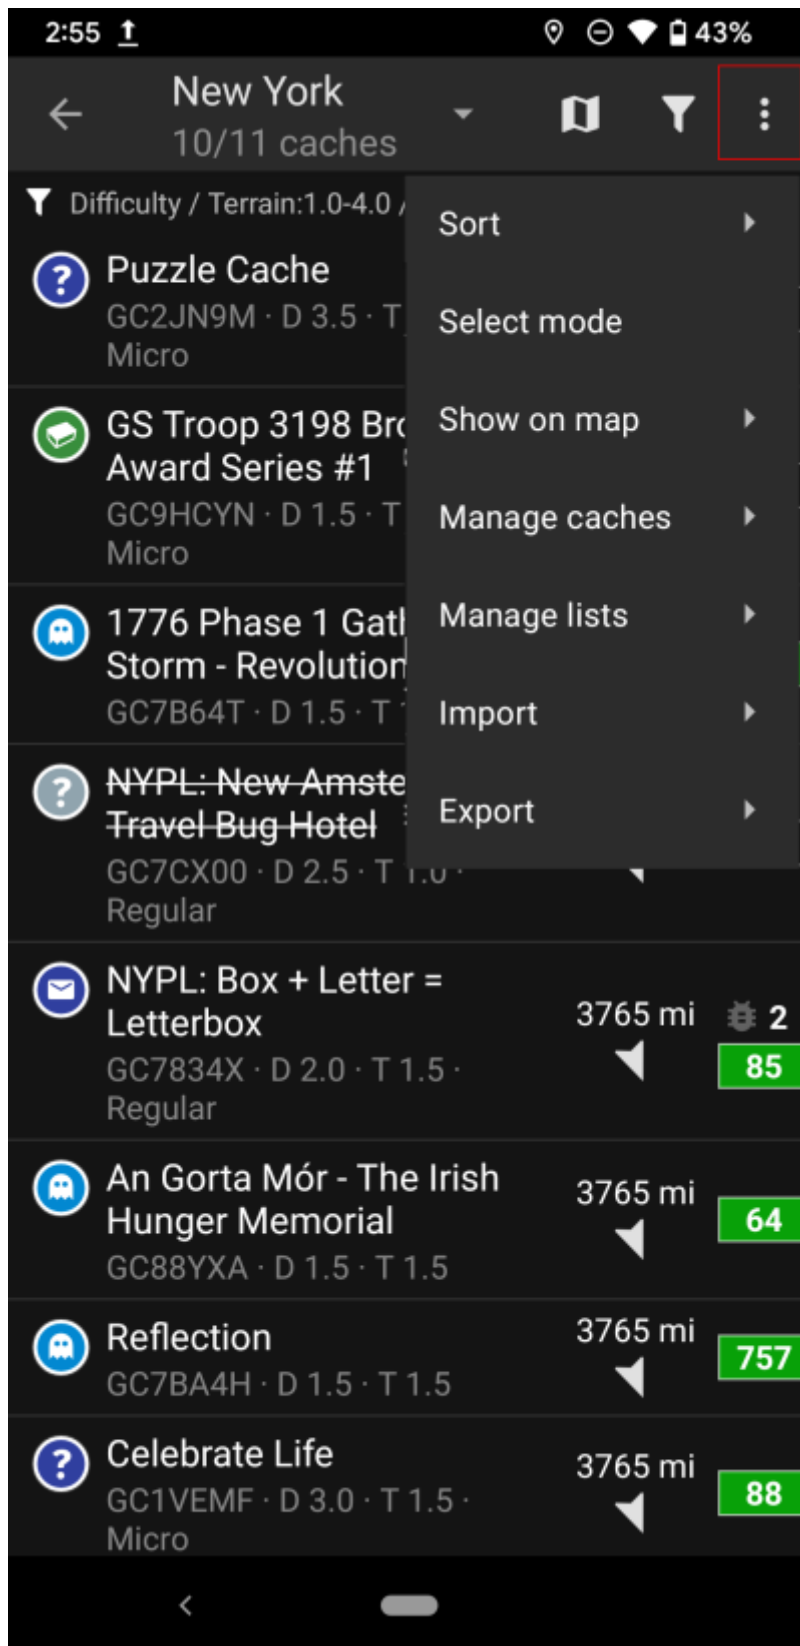 2:55 43%
New York
10/11 caches
Difficulty / Terrain:1.0-4.0 /
Sort
Select mode
Show on map
Manage caches
Manage lists
Import
Export
? Puzzle Cache
GC2JN9M · D 3.5 · T
Micro
GS Troop 3198 Bro
Award Series #1
GC9HCYN · D 1.5 · T
Micro
1776 Phase 1 Gath
Storm - Revolution
GC7B64T · D 1.5 · T
? NYPL: New Amste
Travel Bug Hotel
GC7CX00 · D 2.5 · T 1.0 ·
Regular
NYPL: Box + Letter =
Letterbox
GC7834X · D 2.0 · T 1.5 ·
Regular
3765 mi 2
85
An Gorta Mór - The Irish
Hunger Memorial
GC88YXA · D 1.5 · T 1.5
3765 mi
64
Reflection
GC7BA4H · D 1.5 · T 1.5
3765 mi
757
? Celebrate Life
GC1VEMF · D 3.0 · T 1.5 ·
Micro
3765 mi
88